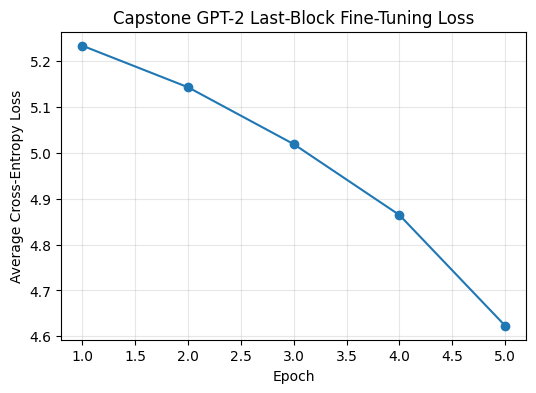 Capstone GPT-2 Last-Block Fine-Tuning Loss
Average Cross-Entropy Loss
5.2
5.1
5.0
4.9
4.8
4.7
4.6
1.0 1.5 2.0 2.5 3.0 3.5 4.0 4.5 5.0
Epoch